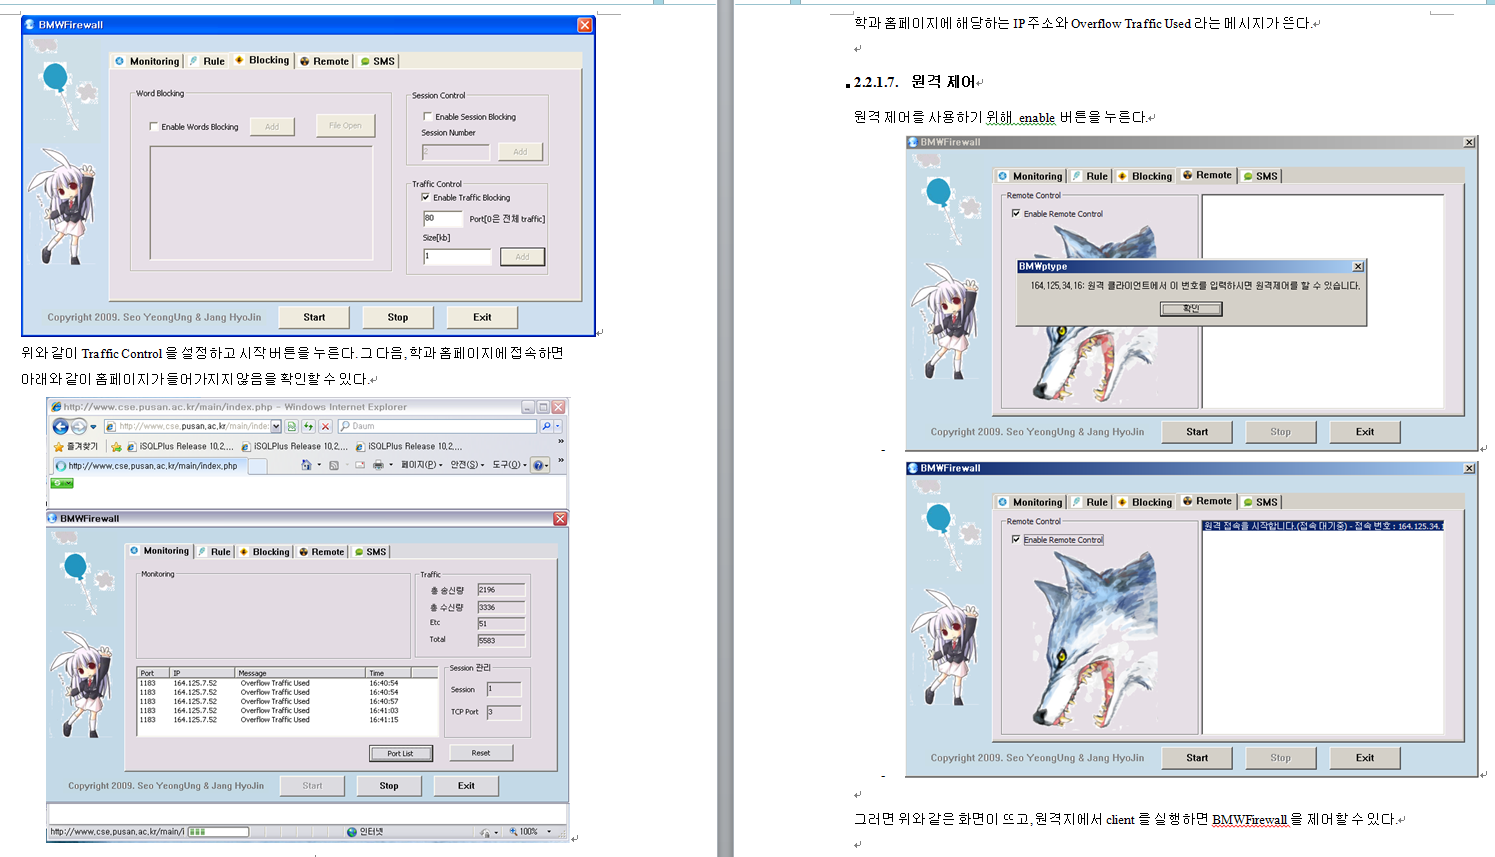 BMWFirewall
Monitoring Rule Blocking Remote SMS
Word Blocking
Enable Words Blocking Add File Open
Session Control
Enable Session Blocking
Session Number
2 Add
Traffic Control
Enable Traffic Blocking
80 Port[0은 전체 traffic]
Size[kb]
1 Add
Copyright 2009. Seo YeongUng & Jang HyoJin Start Stop Exit
위와 같이 Traffic Control 을 설정하고 시작 버튼을 누른다. 그 다음, 학과 홈페이지에 접속하면
아래와 같이 홈페이지가 들어가지지 않음을 확인할 수 있다.
http://www.cse.pusan.ac.kr/main/index.php - Windows Internet Explorer
http://www.cse.pusan.ac.kr/main/inde Daum
즐겨찾기 iSQLPlus Release 10.2.... iSQLPlus Release 10.2.... iSQLPlus Release 10.2....
http://www.cse.pusan.ac.kr/main/index.php 페이지(P) 안전(S) 도구(O)
BMWFirewall
Monitoring Rule Blocking Remote SMS
Monitoring
Traffic
총 송신량 2196
총 수신량 3336
Etc 51
Total 5583
Port IP Message Time
1183 164.125.7.52 Overflow Traffic Used 16:40:54
1183 164.125.7.52 Overflow Traffic Used 16:40:54
1183 164.125.7.52 Overflow Traffic Used 16:40:57
1183 164.125.7.52 Overflow Traffic Used 16:41:03
1183 164.125.7.52 Overflow Traffic Used 16:41:15
Session 관리
Session 1
TCP Port 3
Port List Reset
Copyright 2009. Seo YeongUng & Jang HyoJin Start Stop Exit
http://www.cse.pusan.ac.kr/main/i 인터넷 100%
학과 홈페이지에 해당하는 IP 주소와 Overflow Traffic Used 라는 메시지가 뜬다.
2.2.1.7. 원격 제어
원격 제어를 사용하기 위해 enable 버튼을 누른다.
BMWFirewall
Monitoring Rule Blocking Remote SMS
Remote Control
Enable Remote Control
BMWptype
164.125.34.16: 원격 클라이언트에서 이 번호를 입력하시면 원격제어를 할 수 있습니다.
확인
Copyright 2009. Seo YeongUng & Jang HyoJin Start Stop Exit
BMWFirewall
Monitoring Rule Blocking Remote SMS
Remote Control
Enable Remote Control
원격 접속을 시작합니다.(접속 대기중) - 접속 번호 : 164.125.34.1
Copyright 2009. Seo YeongUng & Jang HyoJin Start Stop Exit
그러면 위와 같은 화면이 뜨고, 원격지에서 client 를 실행하면 BMWFirewall 을 제어할 수 있다.